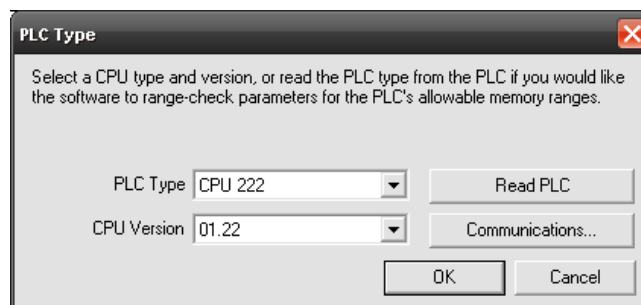 PLC Type
Select a CPU type and version, or read the PLC type from the PLC if you would like
the software to range-check parameters for the PLC's allowable memory ranges.
PLC Type CPU 222 Read PLC
CPU Version 01.22 Communications...
OK Cancel